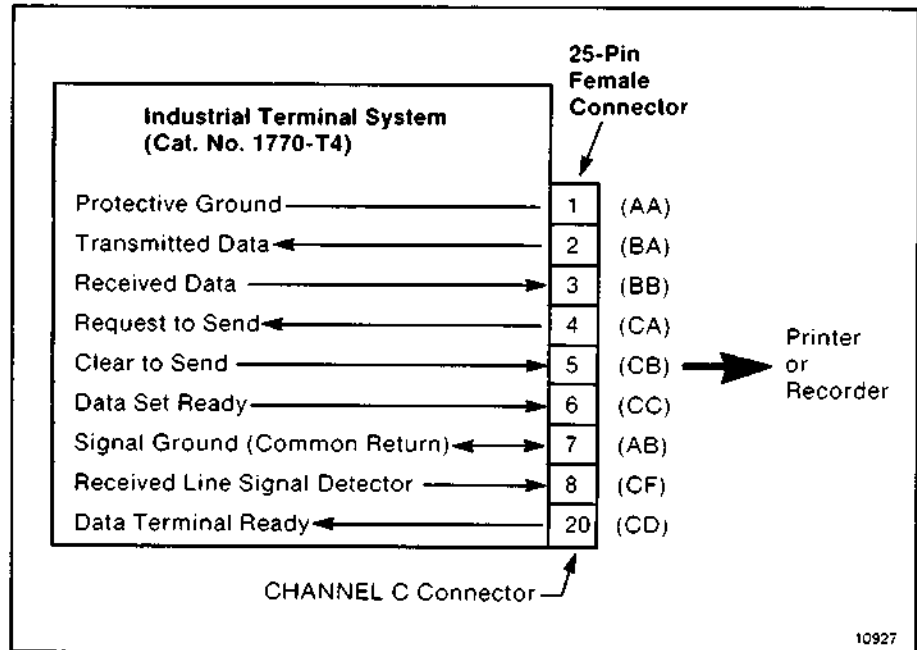 25-Pin
Female
Connector
Industrial Terminal System
(Cat. No. 1770-T4)
Protective Ground 1 (AA)
Transmitted Data 2 (BA)
Received Data 3 (BB)
Request to Send 4 (CA)
Clear to Send 5 (CB)
Data Set Ready 6 (CC)
Signal Ground (Common Return) 7 (AB)
Received Line Signal Detector 8 (CF)
Data Terminal Ready 20 (CD)
Printer
or
Recorder
CHANNEL C Connector
10927